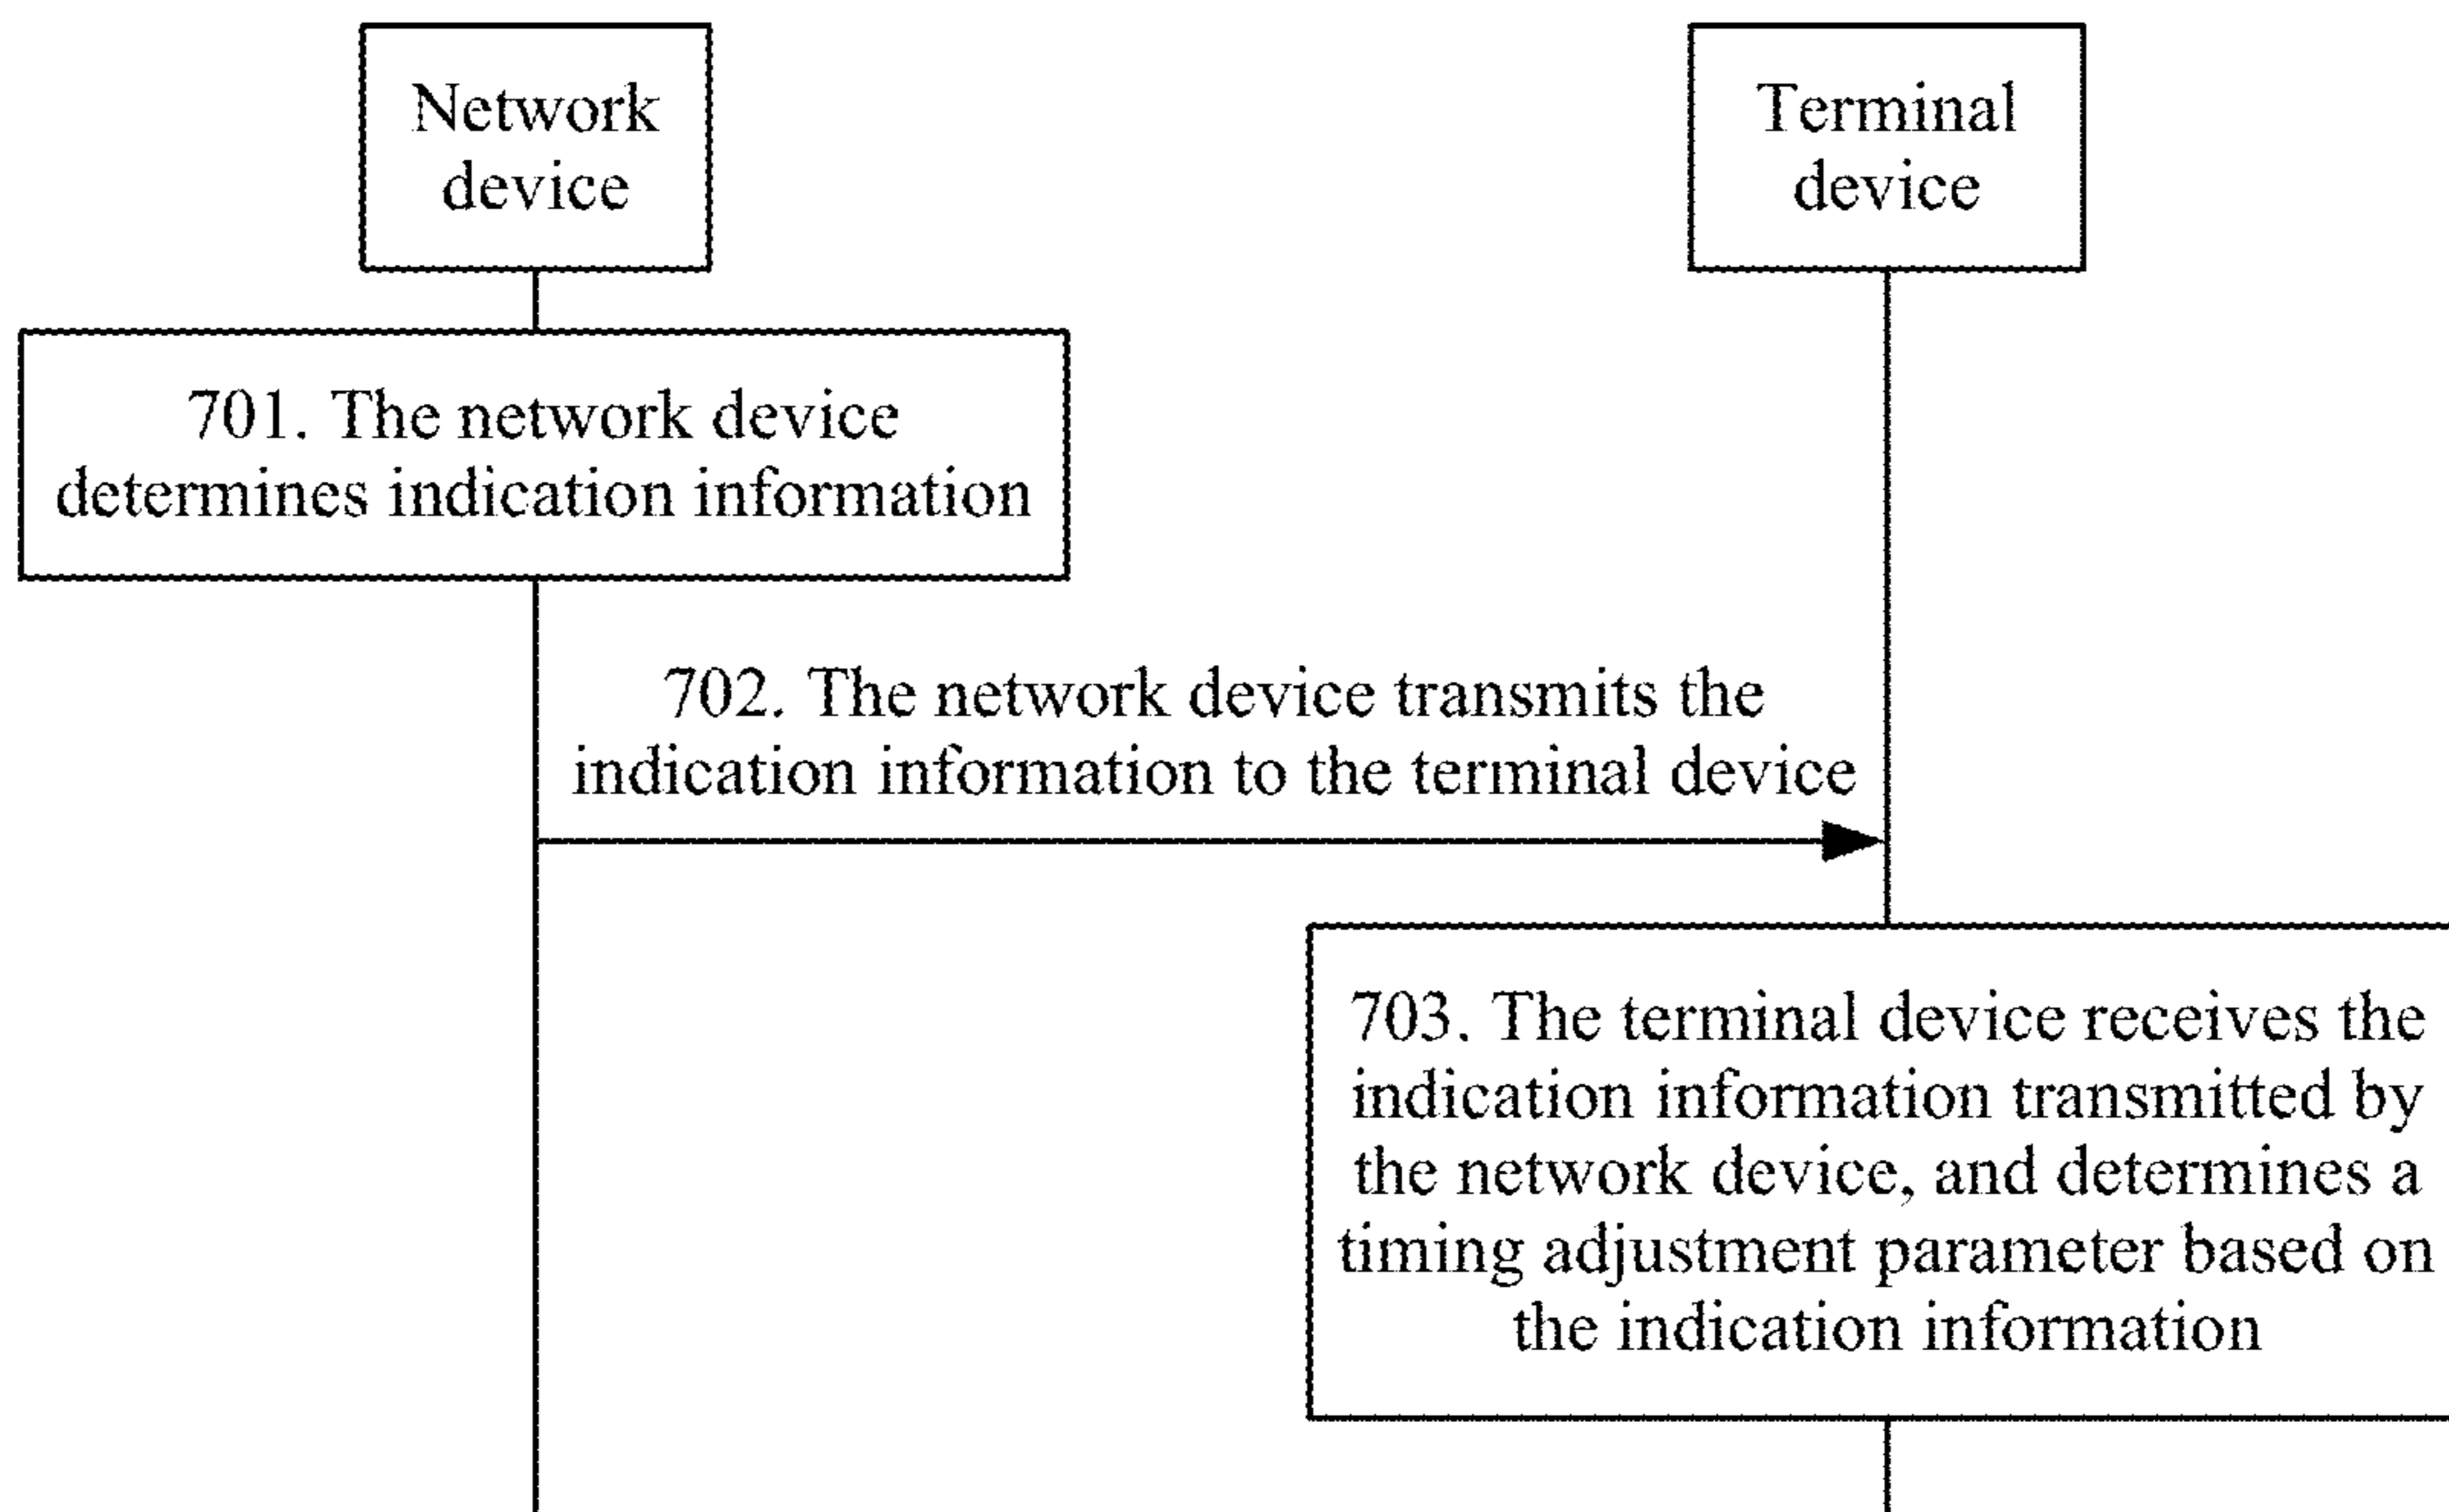 Network
device
Terminal
device
701. The network device
determines indication information
702. The network device transmits the
indication information to the terminal device
703. The terminal device receives the
indication information transmitted by
the network device, and determines a
timing adjustment parameter based on
the indication information